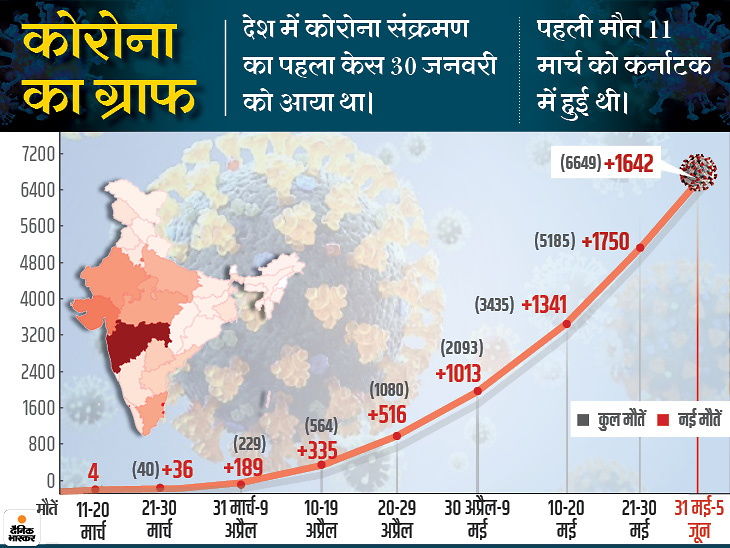 कोरोना
का ग्राफ
देश में कोरोना संक्रमण
का पहला केस 30 जनवरी
को आया था।
पहली मौत 11
मार्च को कर्नाटक
में हुई थी।
7200
6400
5600
4800
4000
3200
2400
1600
800
0
(6649) +1642
(5185) +1750
(3435) +1341
(2093)
+1013
(1080)
+516
(564)
+335
(229)
+189
(40) +36
4
कुल मौतें नई मौतें
मौतें
11-20
मार्च
21-30
मार्च
31 मार्च-9
अप्रैल
10-19
अप्रैल
20-29
अप्रैल
30 अप्रैल-9
मई
10-20
मई
21-30
मई
31 मई-5
जून
दैनिक
भास्कर